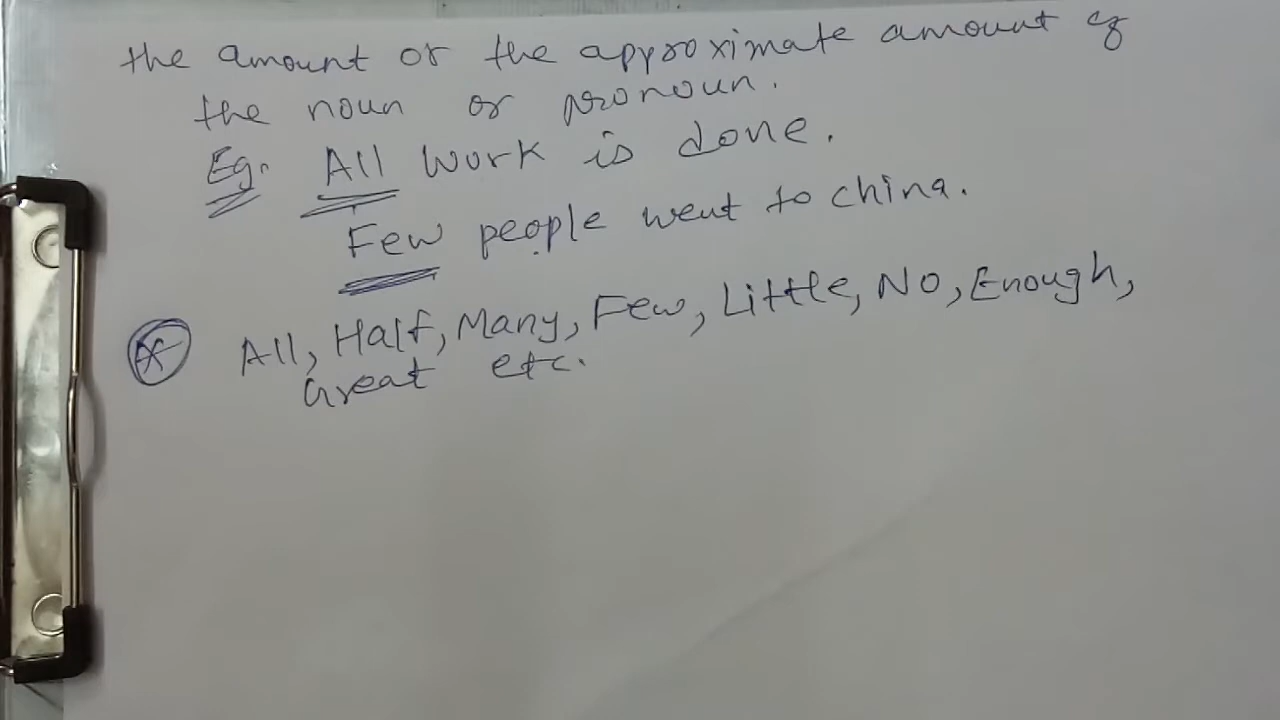 the amount or the approximate amount of
the noun or pronoun.
Eg. All work is done.
Few people went to china.
All, Half, Many, Few, Little, No, Enough,
Great etc.